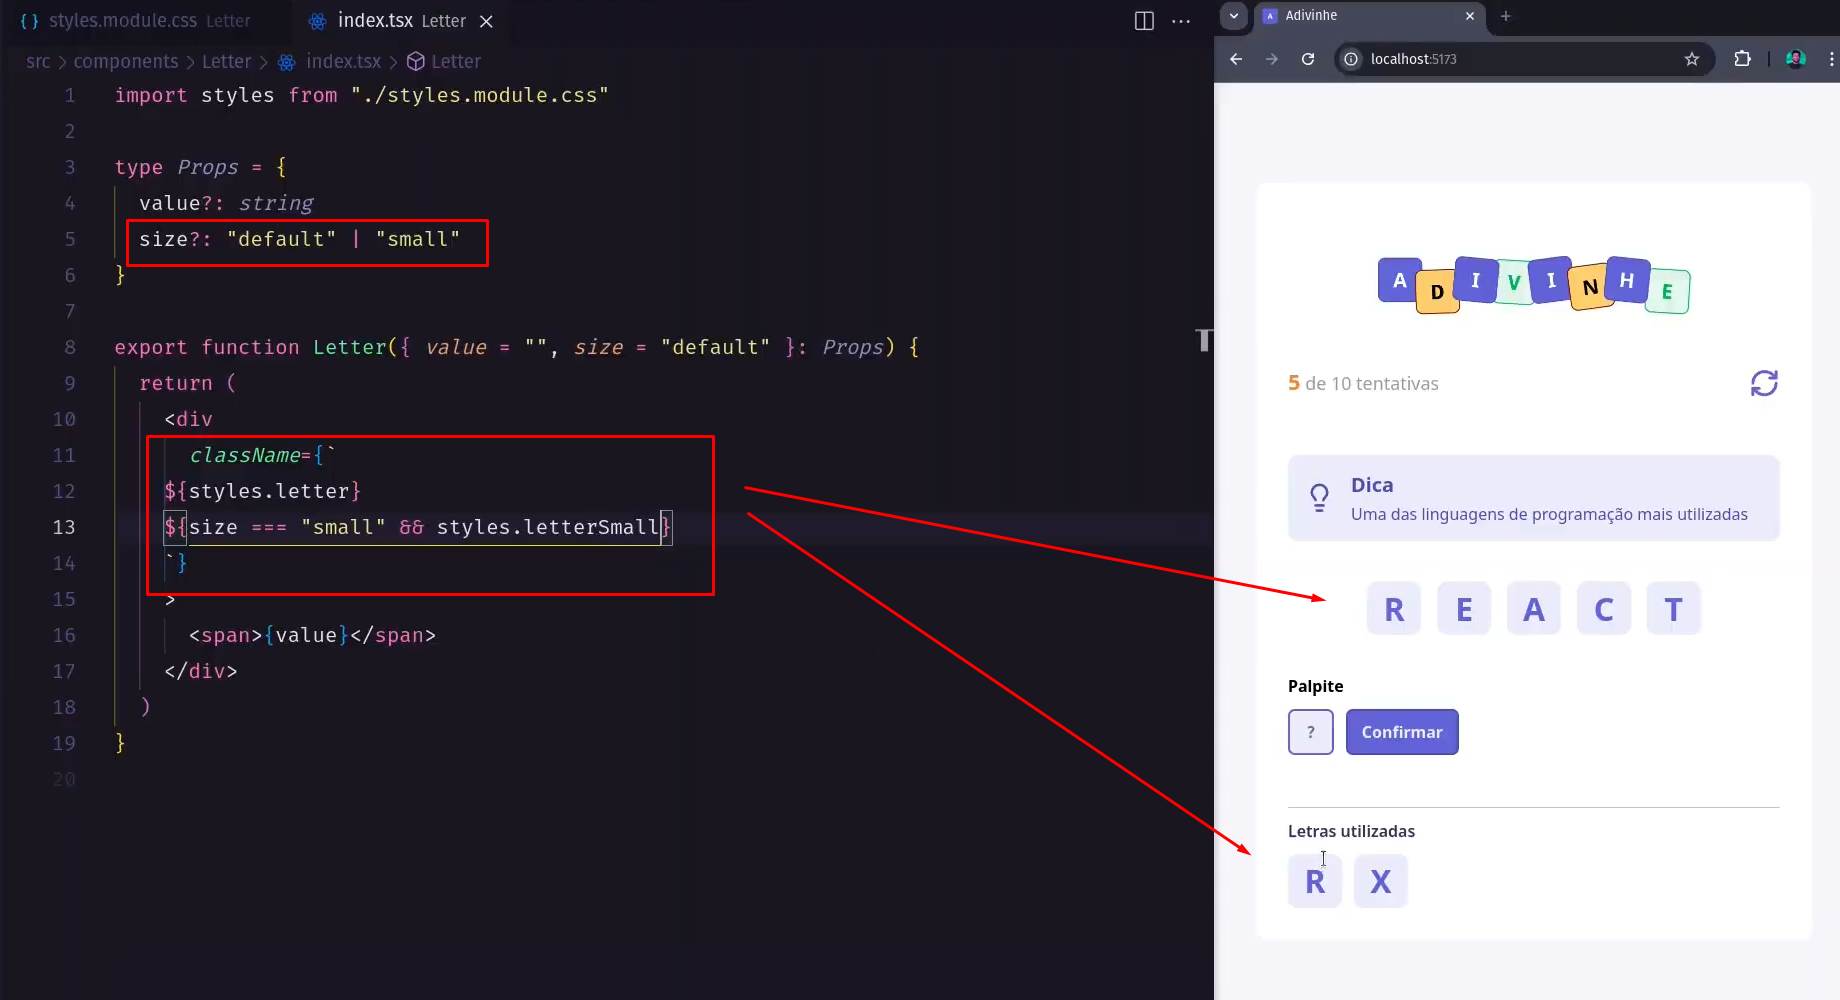 { } styles.module.css Letter
index.tsx Letter ×
src > components > Letter > index.tsx > Letter
1 import styles from "./styles.module.css"
2
3 type Props = {
4 value?: string
5 size?: "default" | "small"
6 }
7
8 export function Letter({ value = "", size = "default" }: Props) {
9 return (
10 <div
11 className={`
12 ${styles.letter}
13 ${size === "small" && styles.letterSmall}
14 `}
15 >
16 <span>{value}</span>
17 </div>
18 )
19 }
20
T
A Adivinhe × +
localhost:5173
A D I V I N H E
5 de 10 tentativas
Dica
Uma das linguagens de programação mais utilizadas
R E A C T
Palpite
? Confirmar
Letras utilizadas
R X